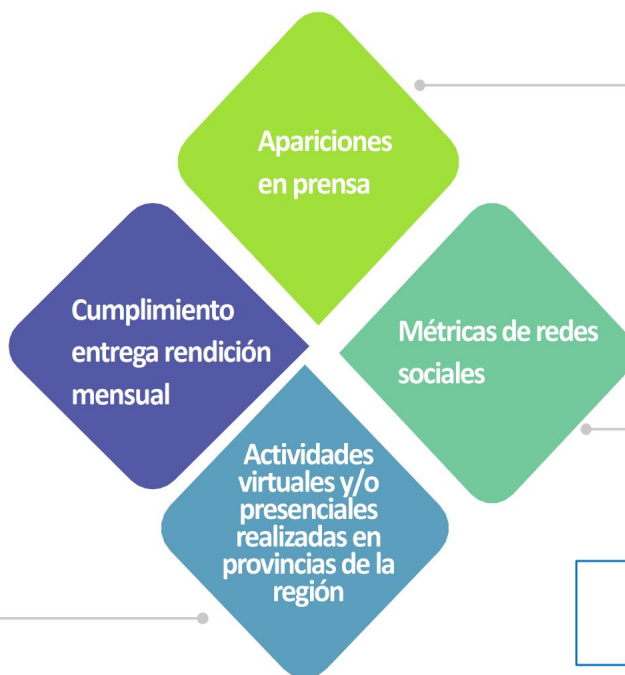 Apariciones
en prensa
Cumplimiento
entrega rendición
mensual
Métricas de redes
sociales
Actividades
virtuales y/o
presenciales
realizadas en
provincias de la
región